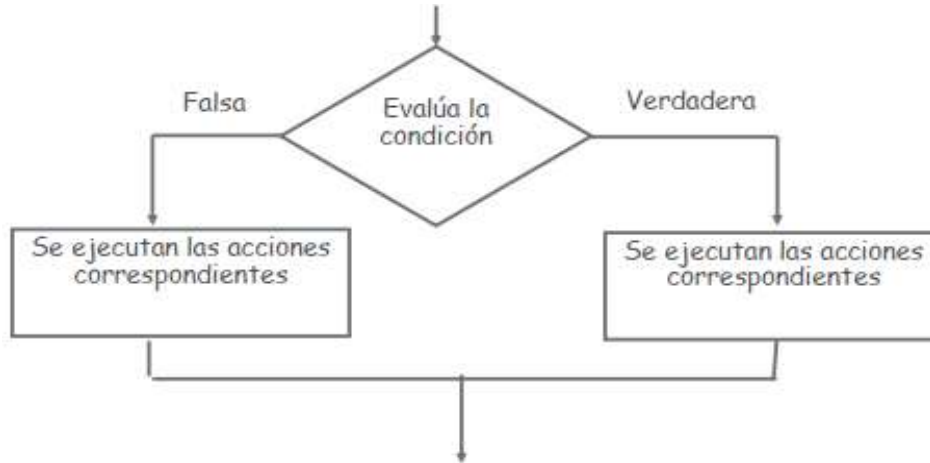 Falsa
Evalúa la
condición
Verdadera
Se ejecutan las acciones
correspondientes
Se ejecutan las acciones
correspondientes